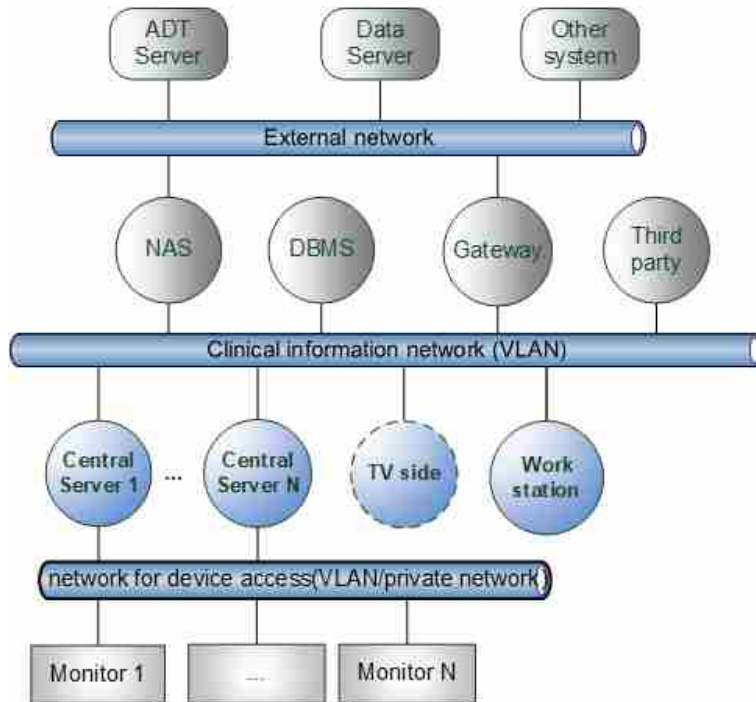 ADT
Server
Data
Server
Other
system
External network
NAS
DBMS
Gateway.
Third
party
Clinical information network (VLAN)
Central
Server 1
...
Central
Server N
TV side
Work
station
network for device access(VLAN/private network)
Monitor 1
...
Monitor N